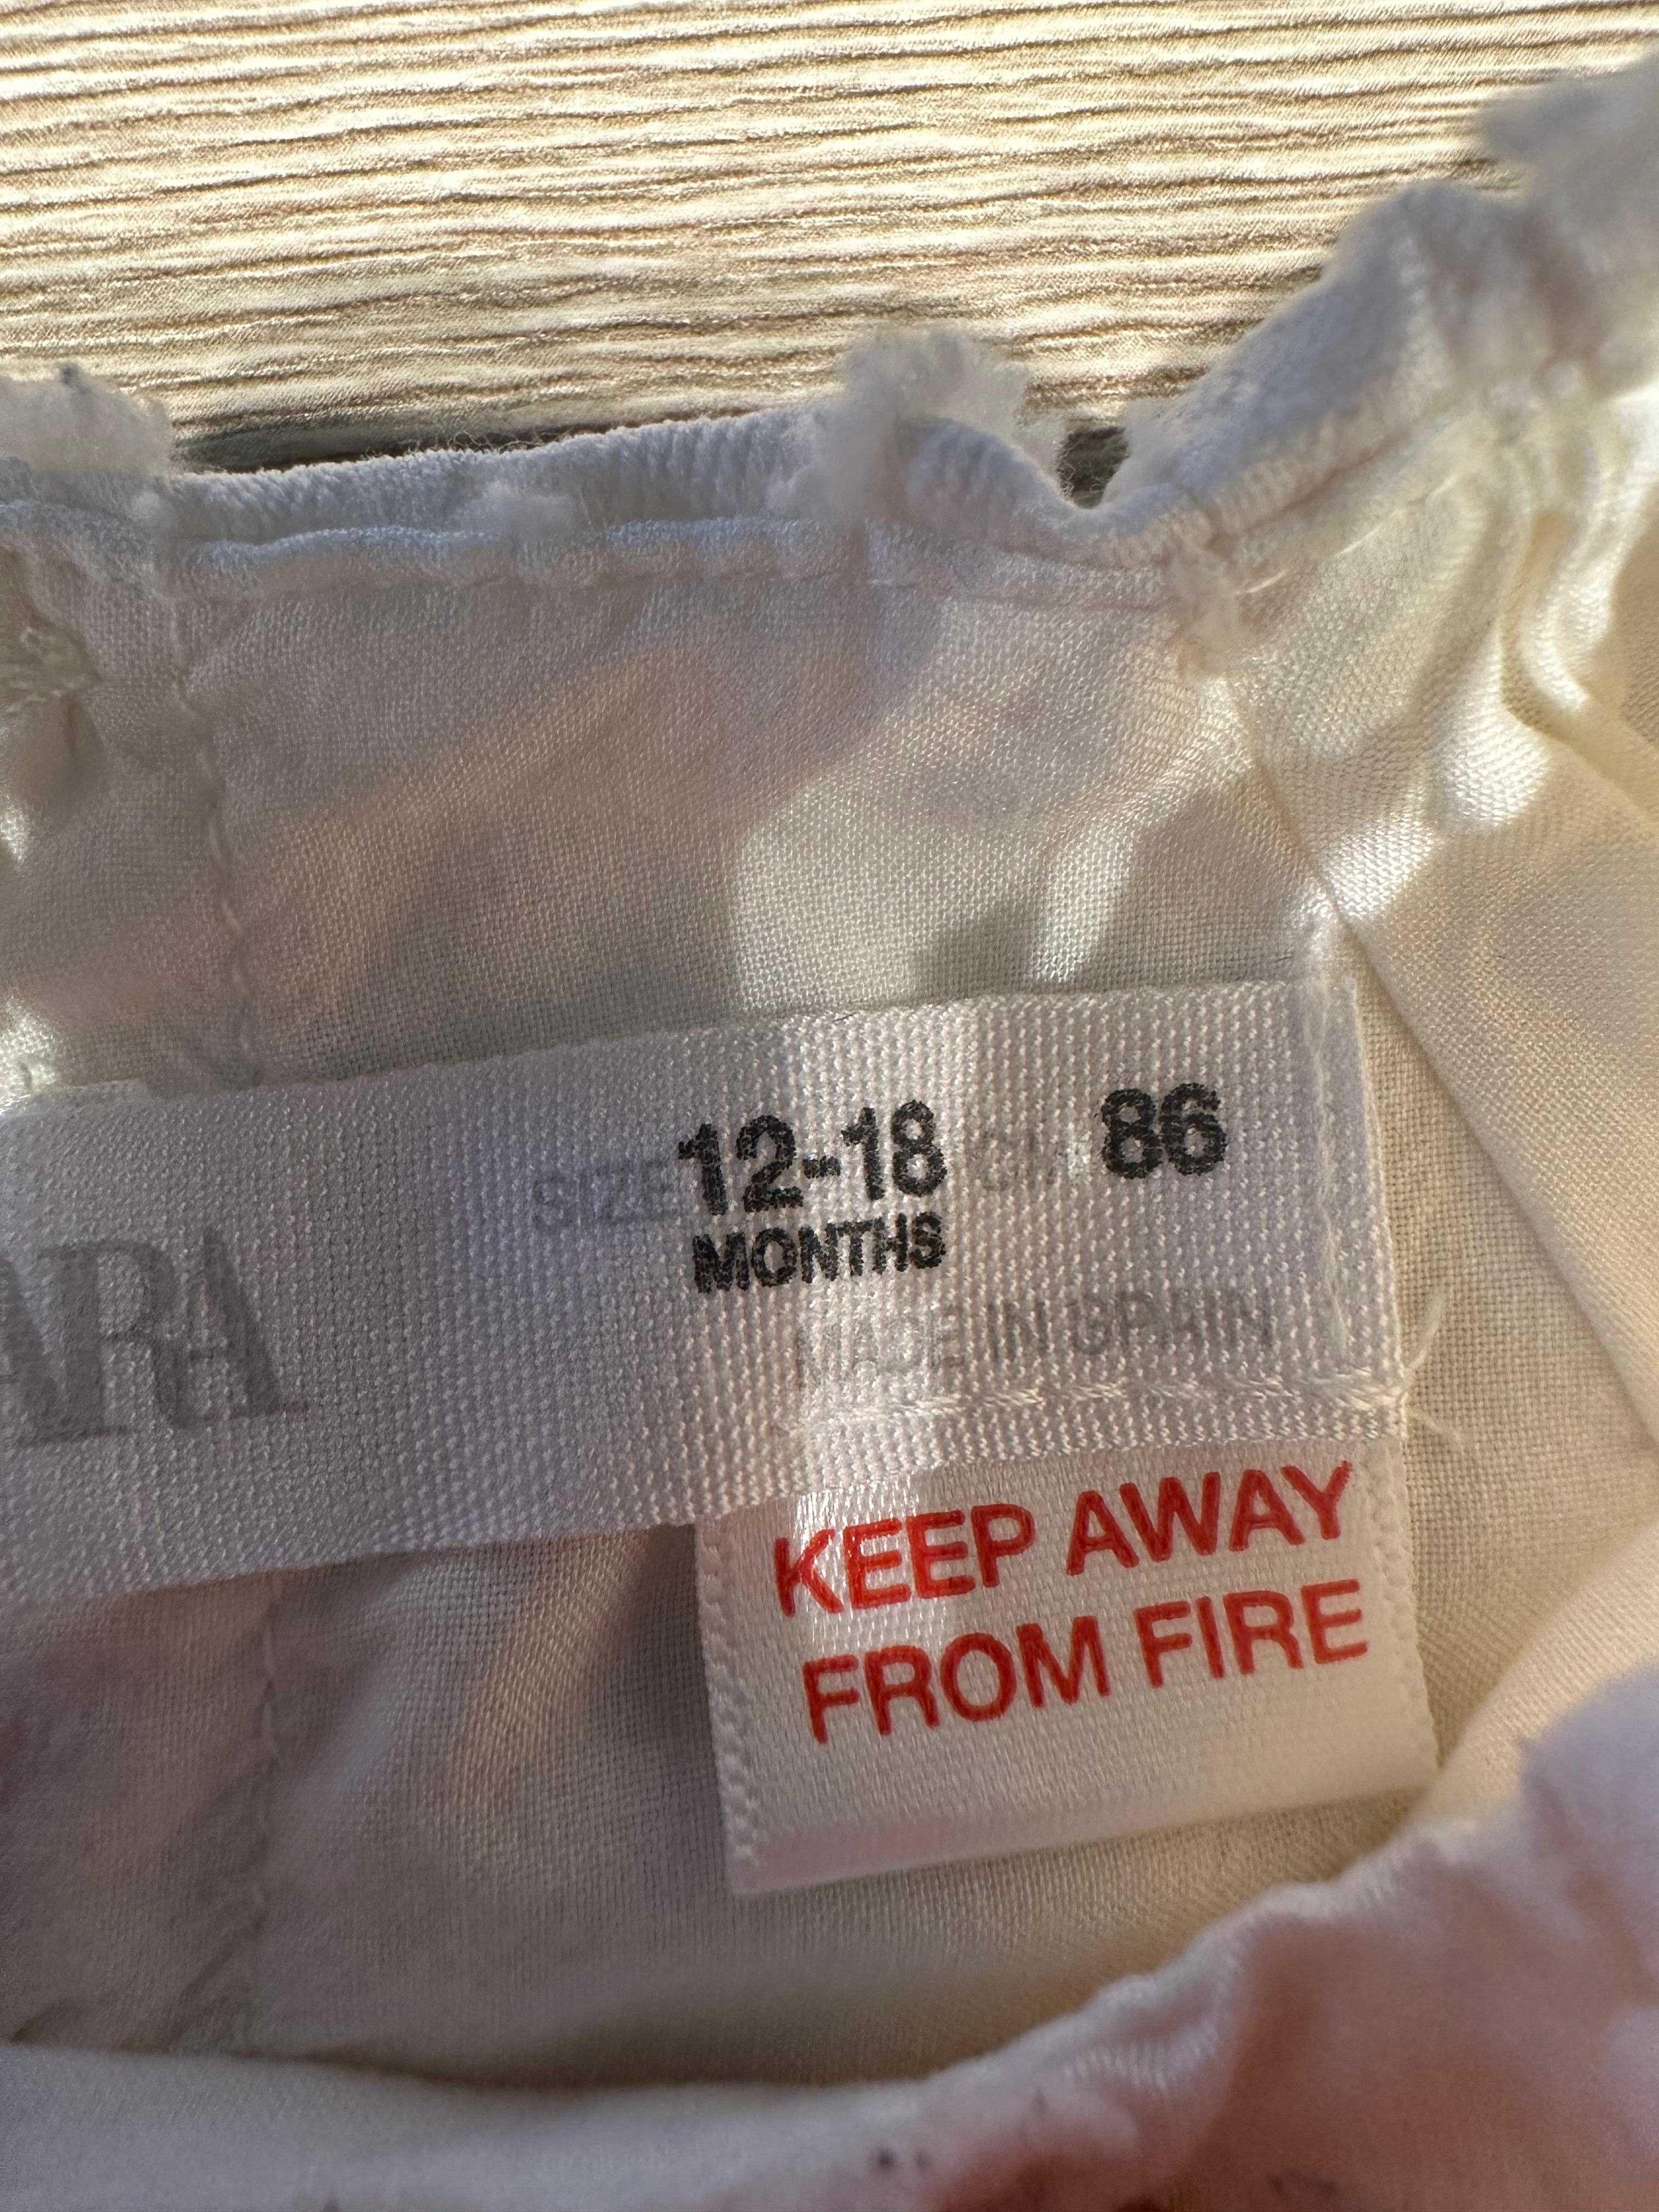 ARA
SIZE 12-18 CM 86
MONTHS
MADE IN SPAIN
KEEP AWAY
FROM FIRE